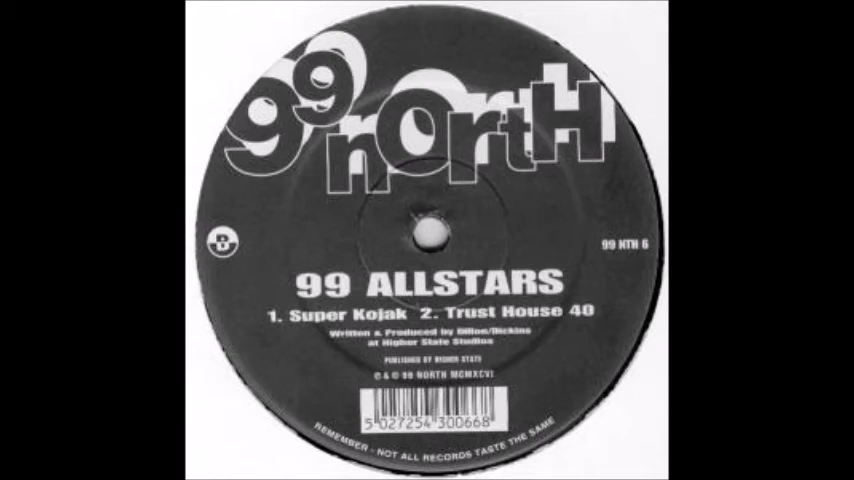 99 north
B
99 NTH 6
99 ALLSTARS
1. Super Kojak 2. Trust House 40
Written & Produced by Dillon/Dickins
at Higher State Studios
PUBLISHED BY HIGHER STATE
© & © 99 NORTH MCMXCVI
5 027254 300668
REMEMBER - NOT ALL RECORDS TASTE THE SAME